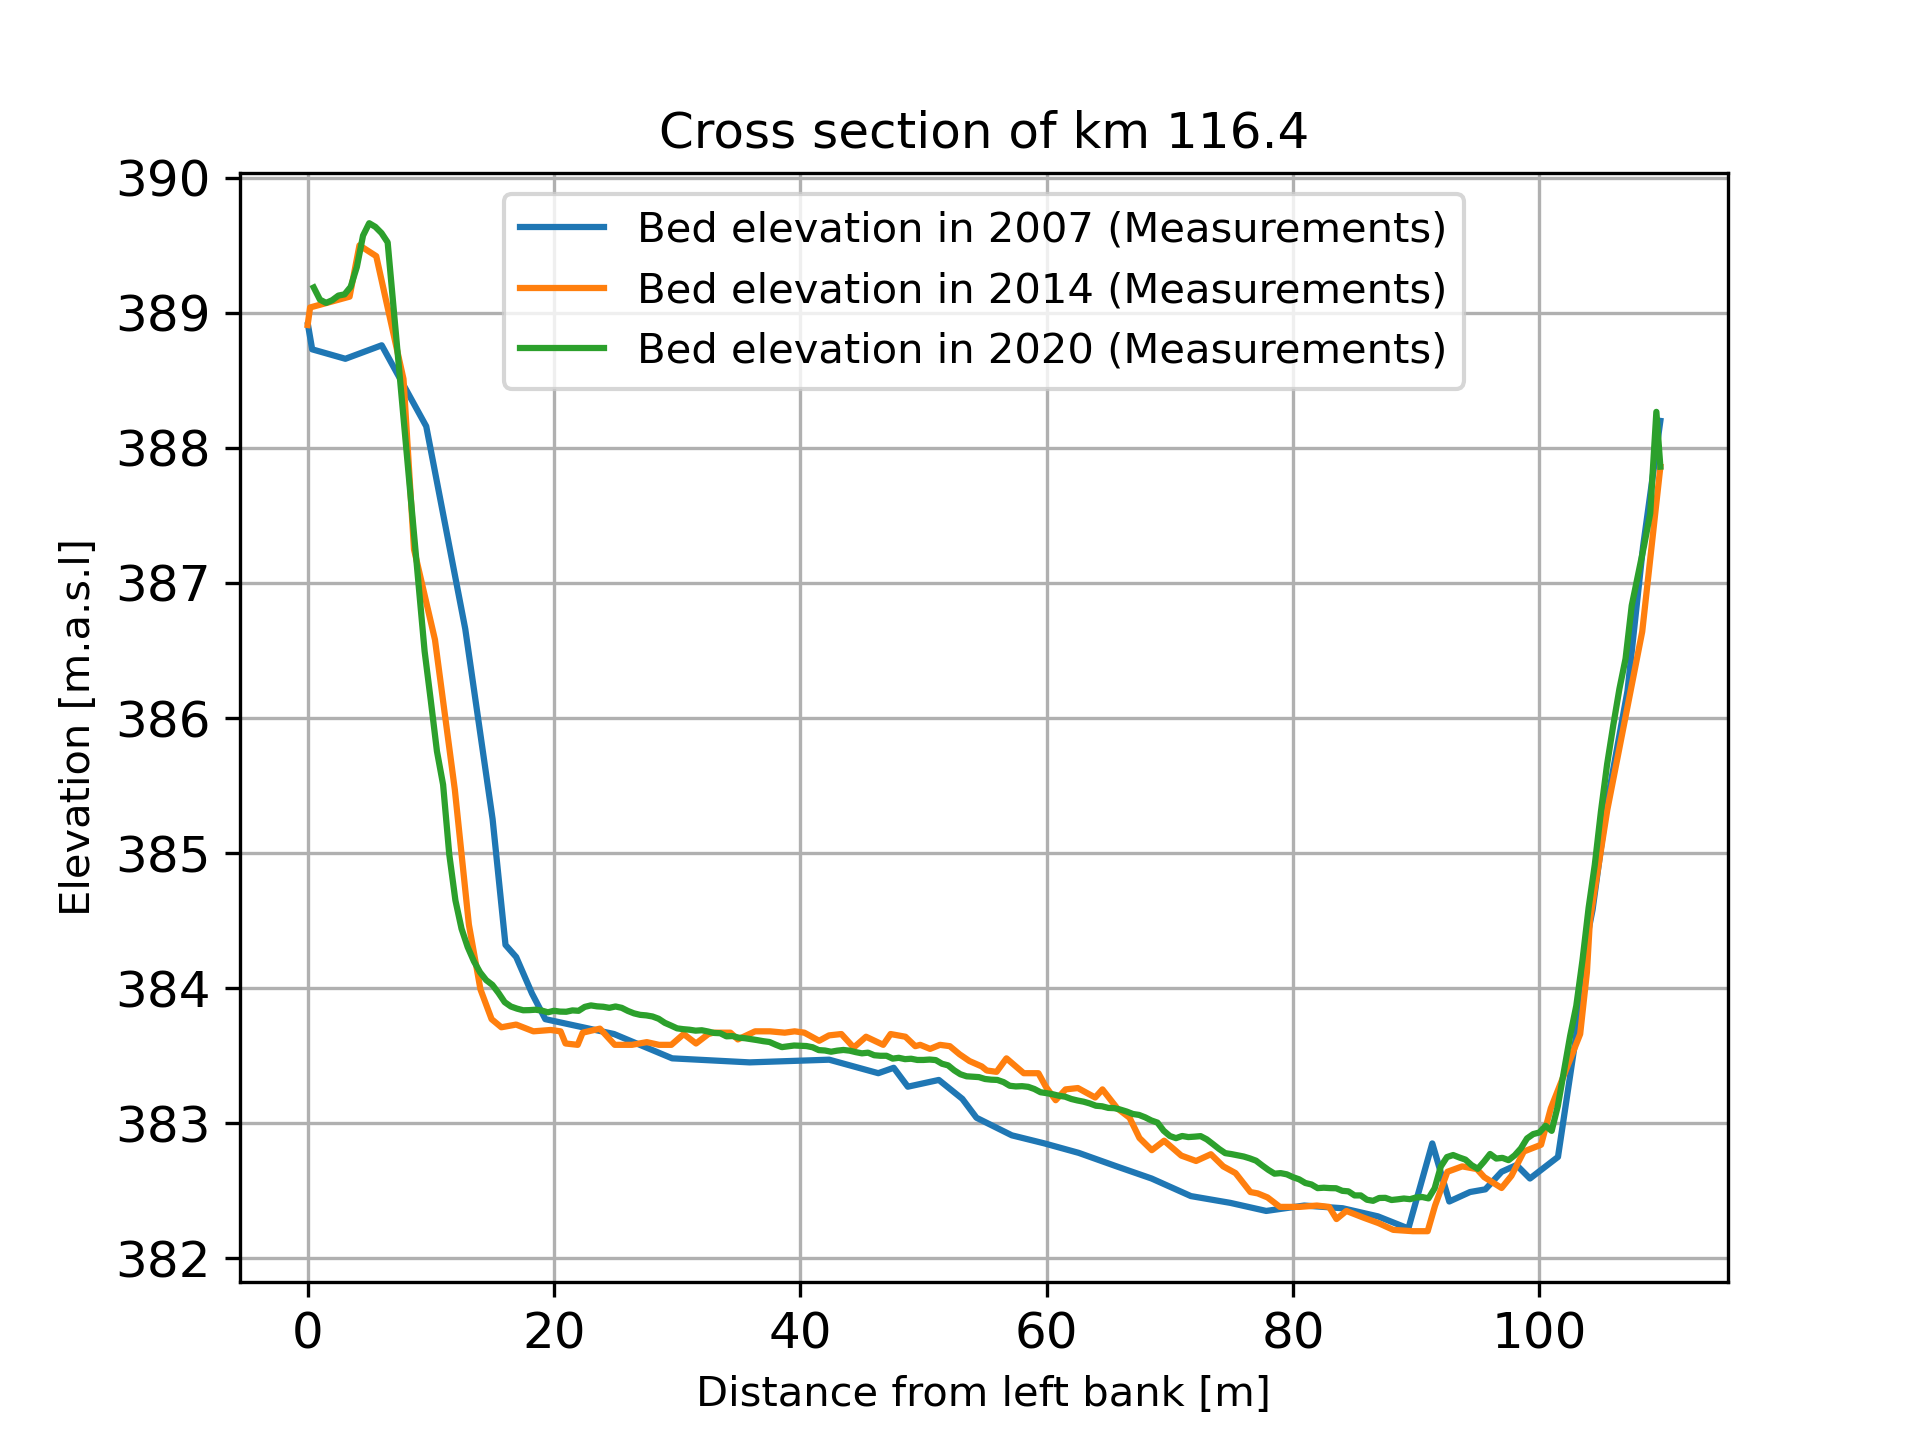 Cross section of km 116.4
390
389
388
387
386
385
384
383
382
Elevation [m.a.s.l]
Bed elevation in 2007 (Measurements)
Bed elevation in 2014 (Measurements)
Bed elevation in 2020 (Measurements)
0 20 40 60 80 100
Distance from left bank [m]